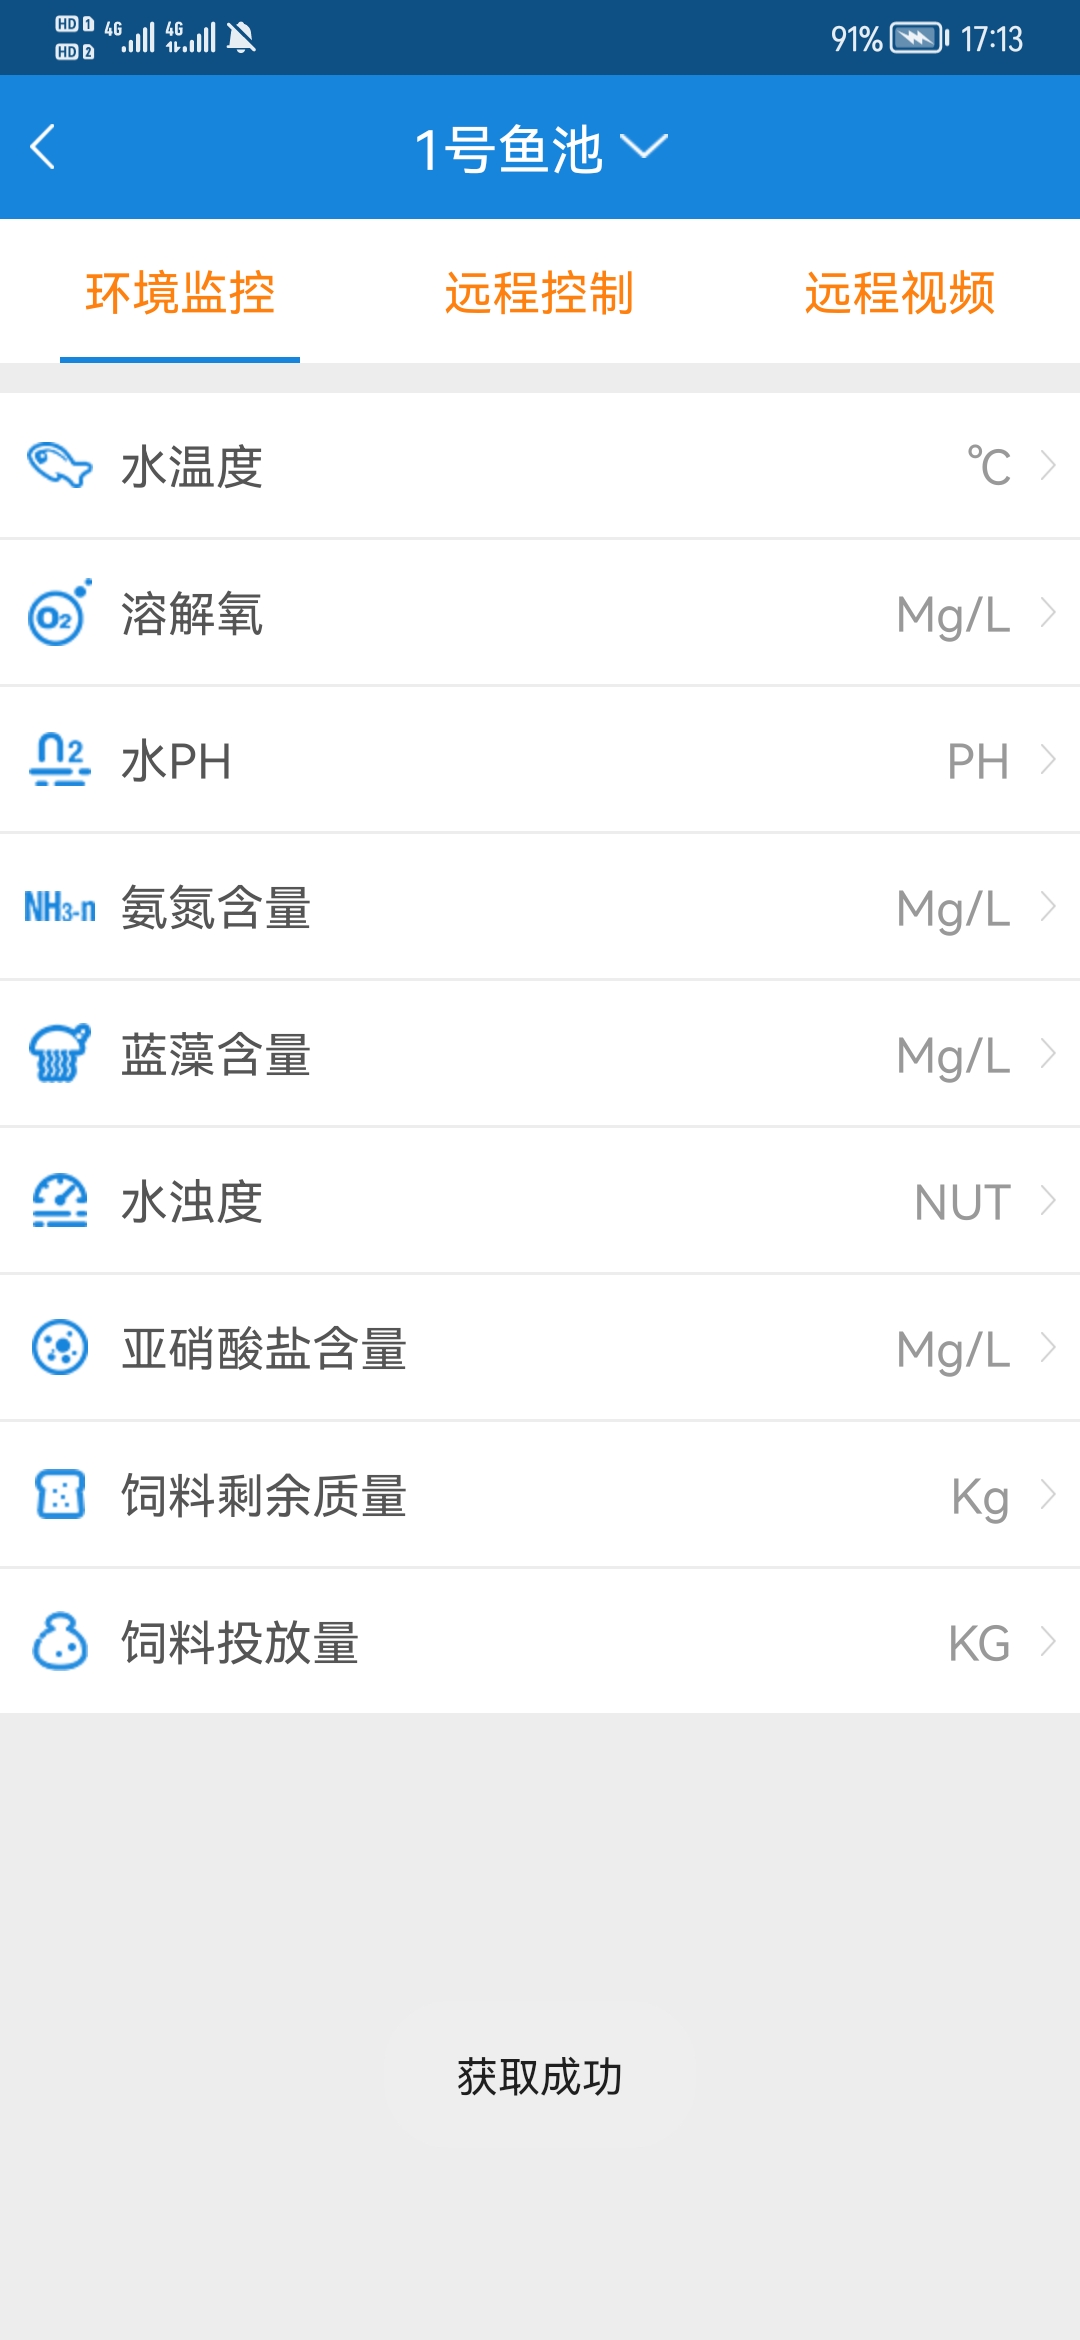 HD 1 4G 4G 91% 17:13
HD 2
1号鱼池
环境监控 远程控制 远程视频
水温度 ℃
O2 溶解氧 Mg/L
n2 水PH PH
NH3-n 氨氮含量 Mg/L
蓝藻含量 Mg/L
水浊度 NUT
亚硝酸盐含量 Mg/L
饲料剩余质量 Kg
饲料投放量 KG
获取成功